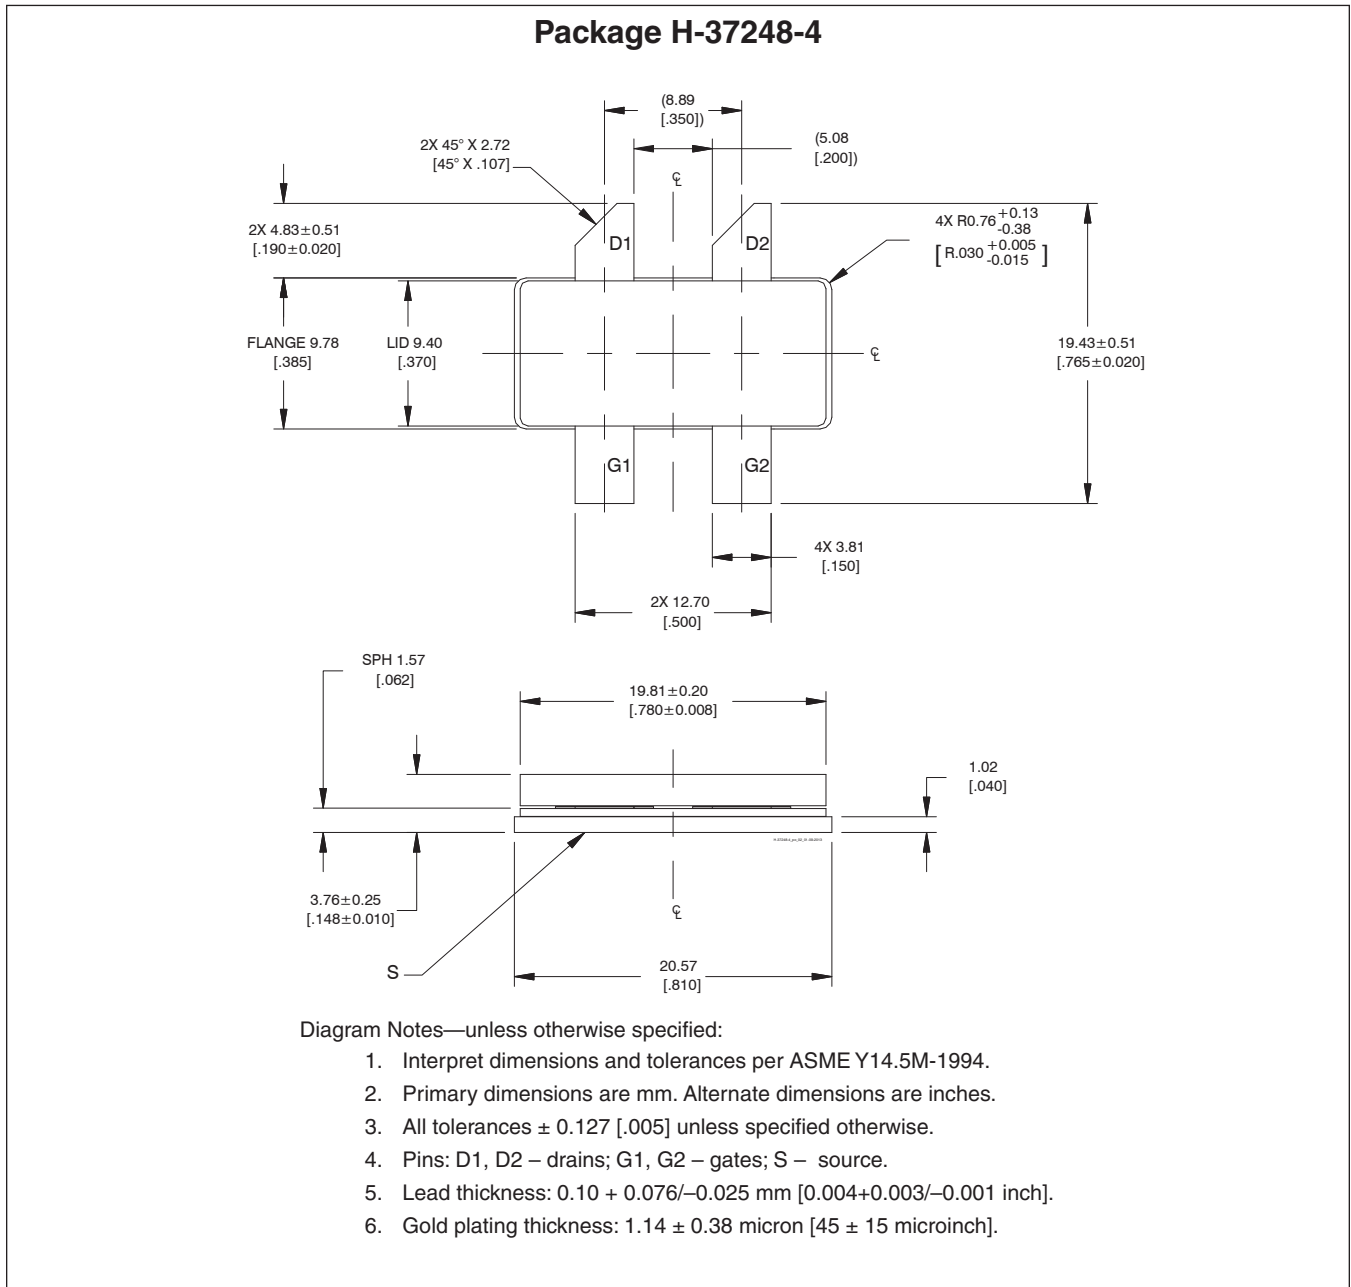 Package H-37248-4
(8.89
[.350])
2X 45° X 2.72
[45° X .107]
(5.08
[.200])
CL
2X 4.83±0.51
[.190±0.020]
D1
D2
4X R0.76 +0.13
-0.38
[ R.030 +0.005
-0.015 ]
FLANGE 9.78
[.385]
LID 9.40
[.370]
CL
19.43±0.51
[.765±0.020]
G1
G2
4X 3.81
[.150]
2X 12.70
[.500]
SPH 1.57
[.062]
19.81±0.20
[.780±0.008]
1.02
[.040]
3.76±0.25
[.148±0.010]
CL
S
20.57
[.810]
Diagram Notes—unless otherwise specified:
1. Interpret dimensions and tolerances per ASME Y14.5M-1994.
2. Primary dimensions are mm. Alternate dimensions are inches.
3. All tolerances ± 0.127 [.005] unless specified otherwise.
4. Pins: D1, D2 – drains; G1, G2 – gates; S – source.
5. Lead thickness: 0.10 + 0.076/–0.025 mm [0.004+0.003/–0.001 inch].
6. Gold plating thickness: 1.14 ± 0.38 micron [45 ± 15 microinch].